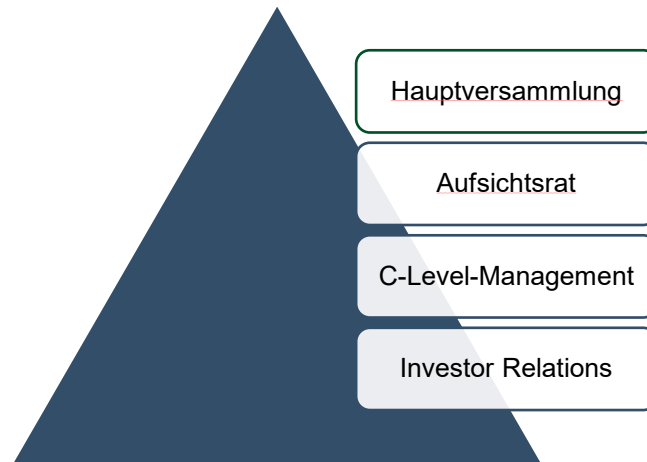 Hauptversammlung
Aufsichtsrat
C-Level-Management
Investor Relations